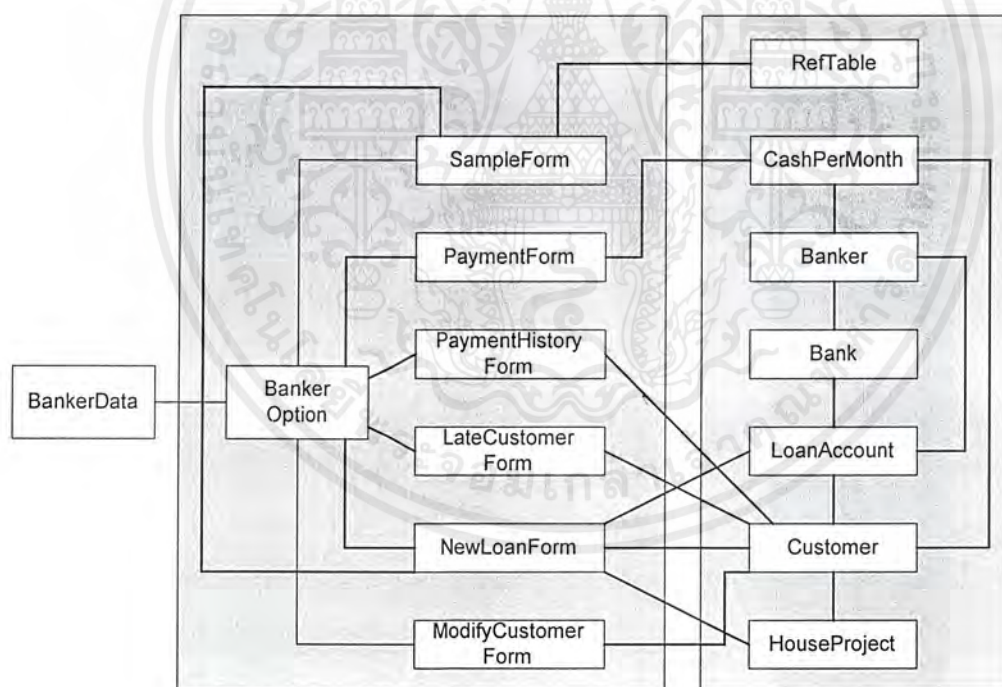 RefTable
SampleForm
CashPerMonth
PaymentForm
Banker
PaymentHistory
Form
Bank
BankerData
Banker
Option
LateCustomer
Form
LoanAccount
NewLoanForm
Customer
ModifyCustomer
Form
HouseProject